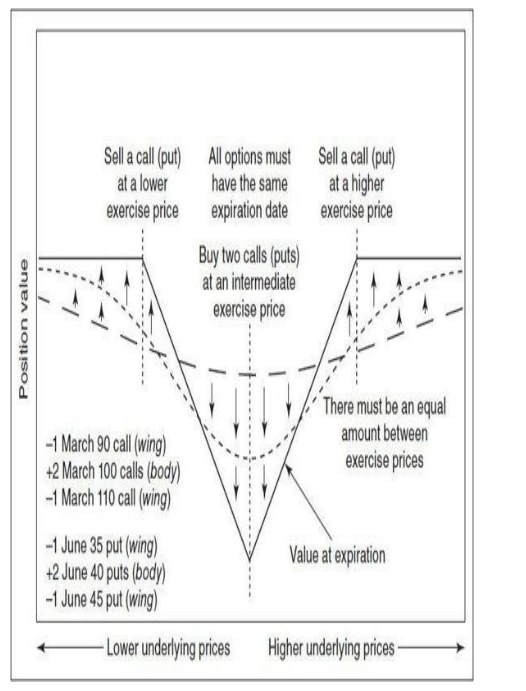 Sell a call (put)
at a lower
exercise price
All options must
have the same
expiration date
Sell a call (put)
at a higher
exercise price
Buy two calls (puts)
at an intermediate
exercise price
Position value
There must be an equal
amount between
exercise prices
–1 March 90 call (wing)
+2 March 100 calls (body)
–1 March 110 call (wing)
–1 June 35 put (wing)
+2 June 40 puts (body)
–1 June 45 put (wing)
Value at expiration
Lower underlying prices
Higher underlying prices